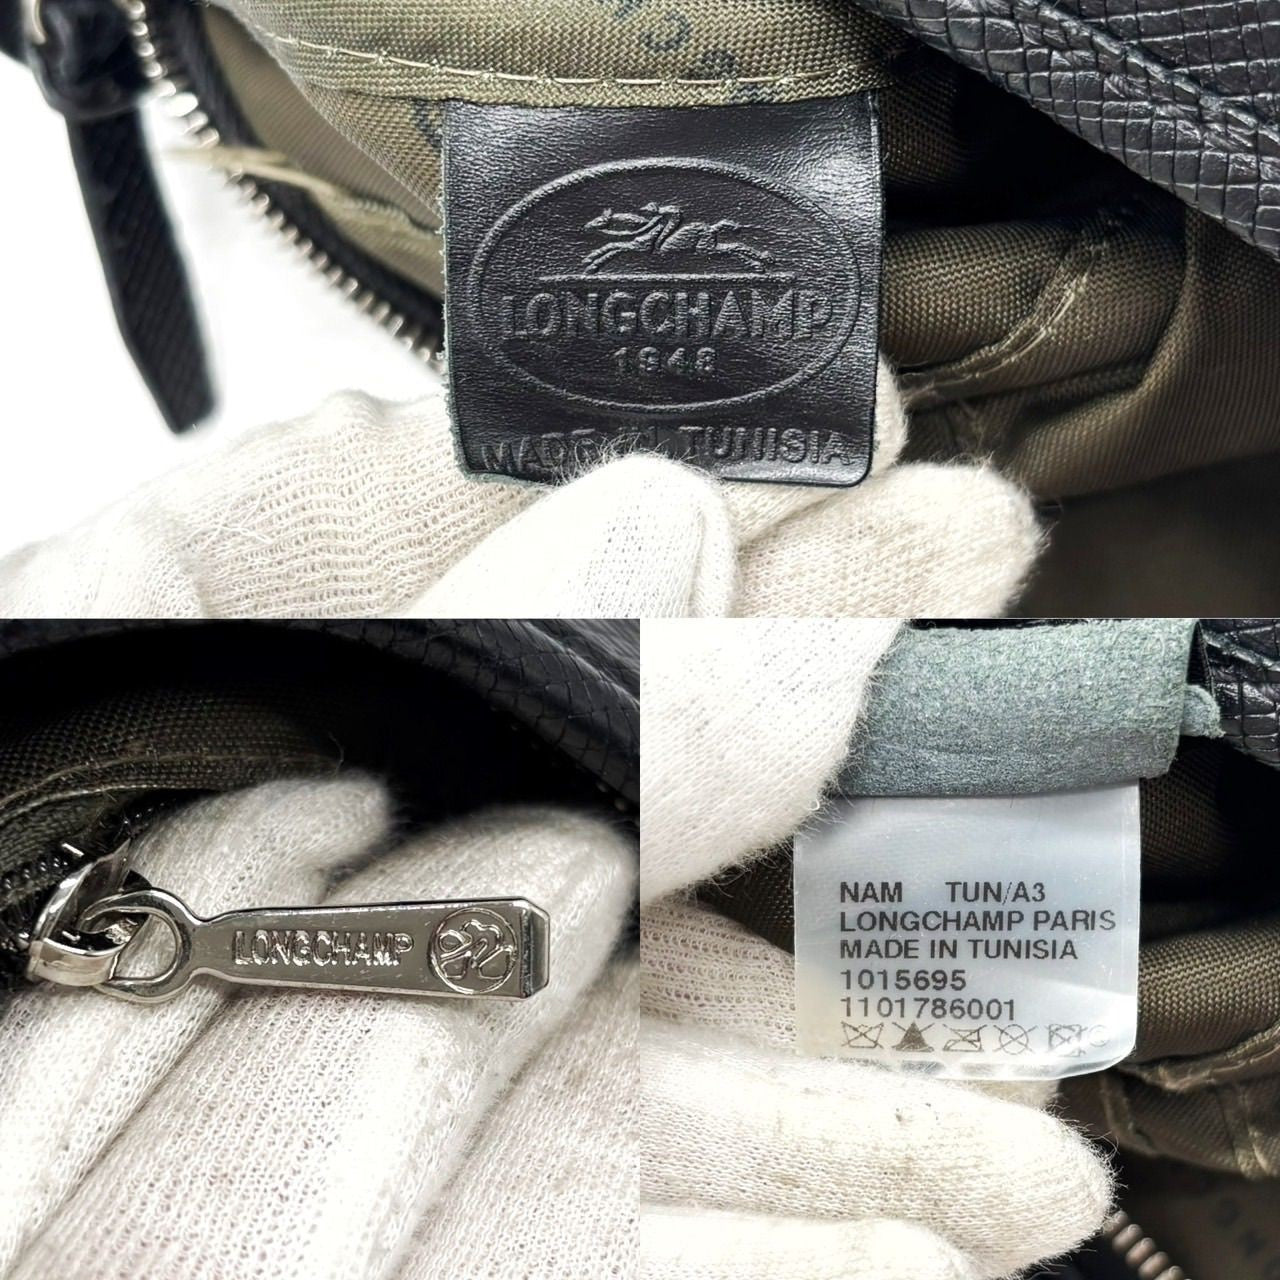 LONGCHAMP
1948
MADE IN TUNISIA
LONGCHAMP
NAM TUN/A3
LONGCHAMP PARIS
MADE IN TUNISIA
1015695
1101786001